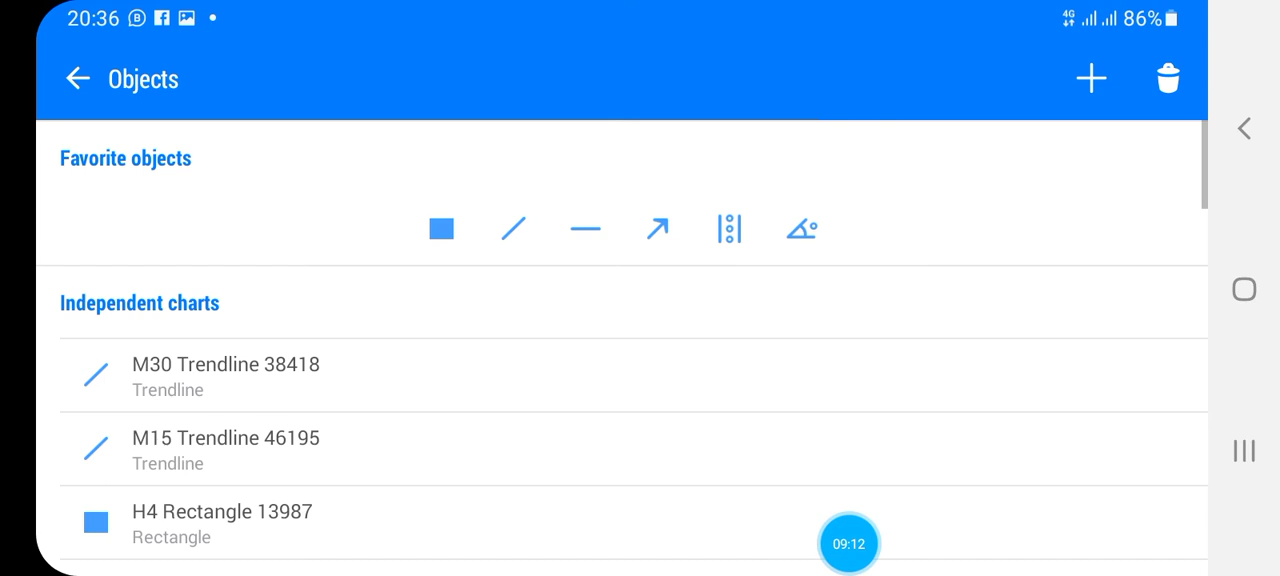 20:36
4G 86%
Objects
Favorite objects
Independent charts
M30 Trendline 38418
Trendline
M15 Trendline 46195
Trendline
H4 Rectangle 13987
Rectangle
09:12